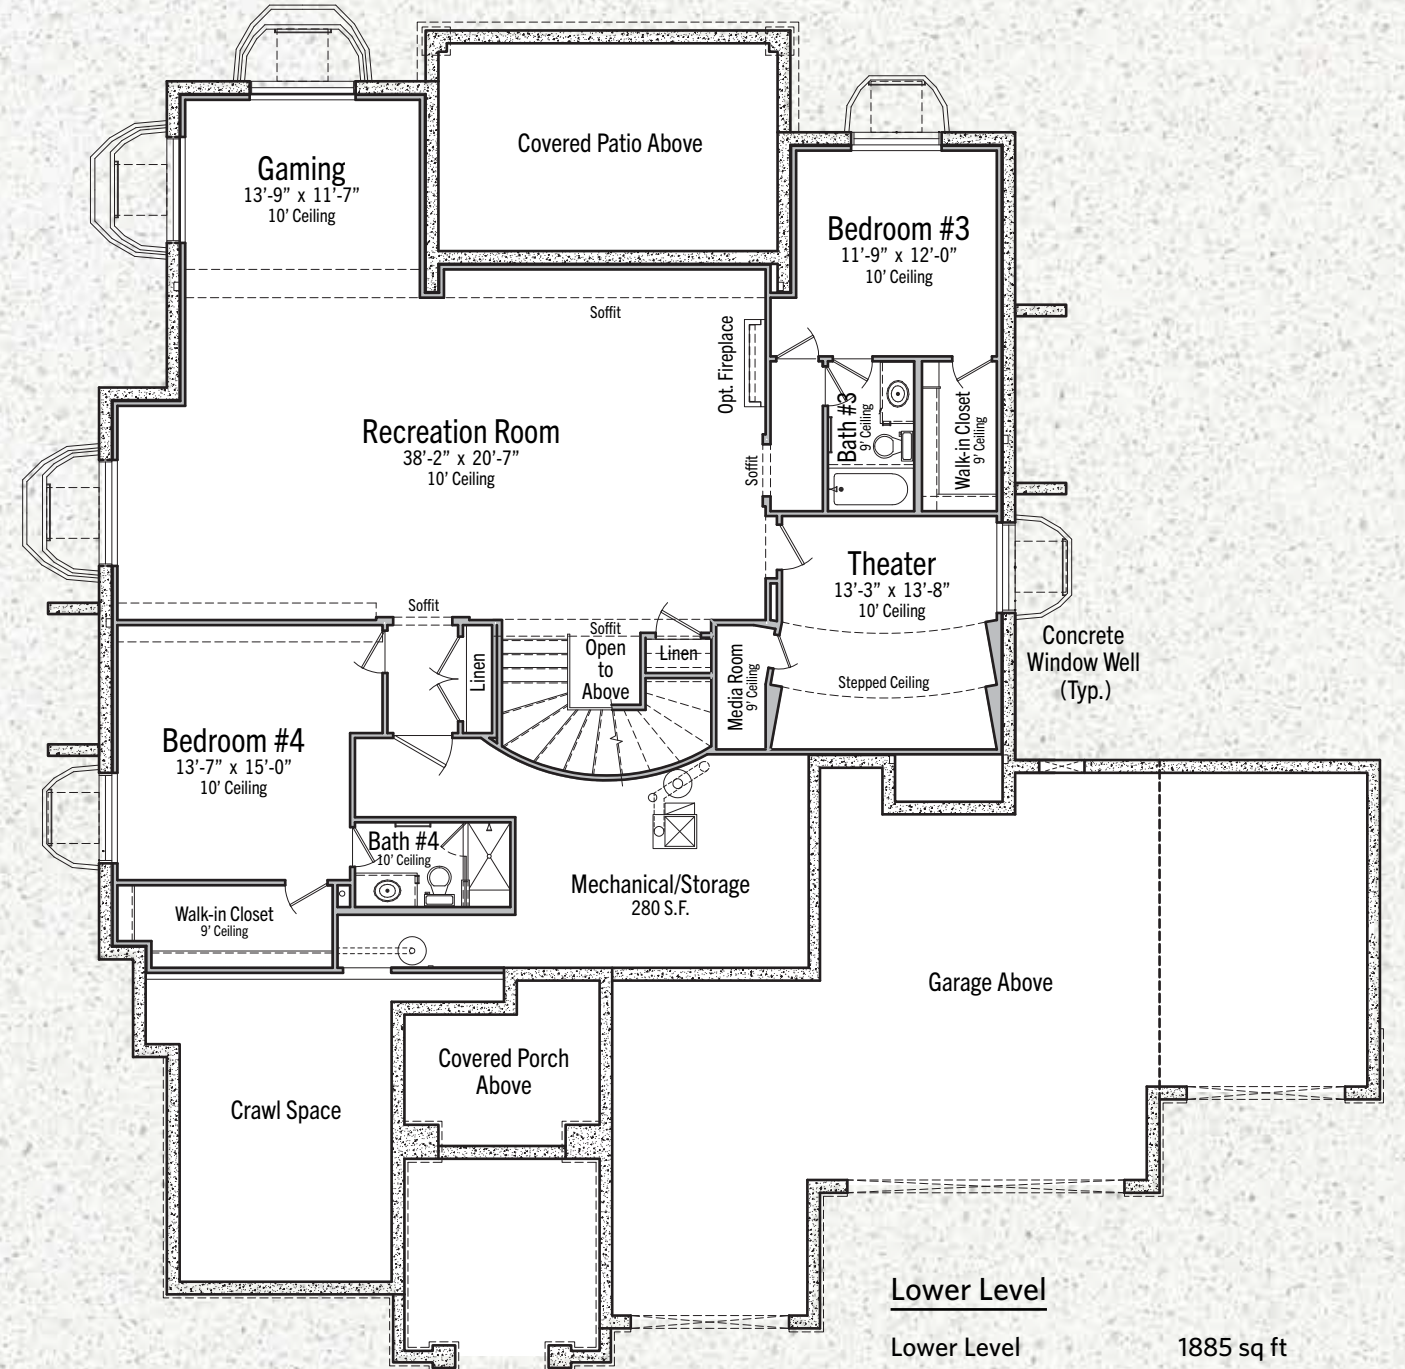 Covered Patio Above
Gaming
13'-9" x 11'-7"
10' Ceiling
Bedroom #3
11'-9" x 12'-0"
10' Ceiling
Soffit
Opt. Fireplace
Recreation Room
38'-2" x 20'-7"
10' Ceiling
Soffit
Bath #3
9' Ceiling
Walk-in Closet
9' Ceiling
Theater
13'-3" x 13'-8"
10' Ceiling
Soffit
Soffit
Open
to
Above
Linen
Linen
Media Room
9' Ceiling
Stepped Ceiling
Concrete
Window Well
(Typ.)
Bedroom #4
13'-7" x 15'-0"
10' Ceiling
Bath #4
10' Ceiling
Mechanical/Storage
280 S.F.
Walk-in Closet
9' Ceiling
Garage Above
Covered Porch
Above
Crawl Space
Lower Level
Lower Level 1885 sq ft